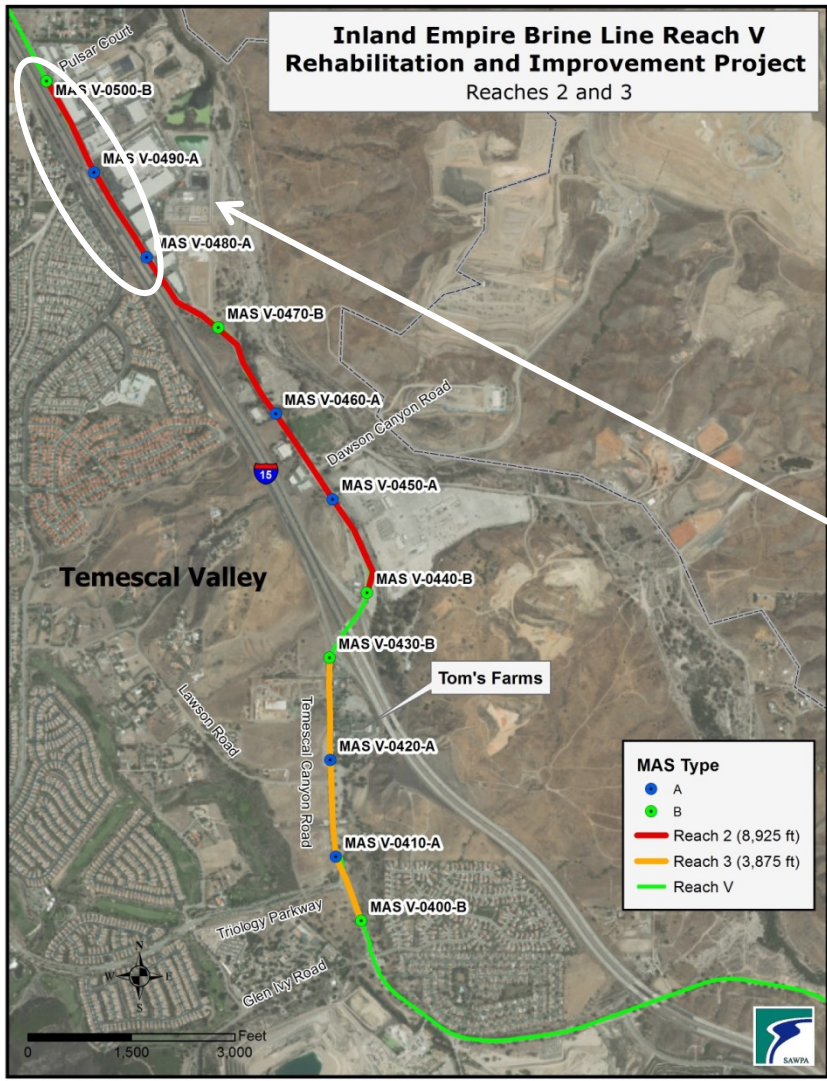 Inland Empire Brine Line Reach V
Rehabilitation and Improvement Project
Reaches 2 and 3
Pulsar Court
MAS V-0500-B
MAS V-0490-A
MAS V-0480-A
MAS V-0470-B
MAS V-0460-A
Dawson Canyon Road
15
MAS V-0450-A
Temescal Valley
MAS V-0440-B
MAS V-0430-B
Tom's Farms
Lawson Road
Temescal Canyon Road
MAS V-0420-A
MAS V-0410-A
MAS V-0400-B
Triology Parkway
Glen Ivy Road
MAS Type
A
B
Reach 2 (8,925 ft)
Reach 3 (3,875 ft)
Reach V
N
W E
S
Feet
0 1,500 3,000
SAWPA